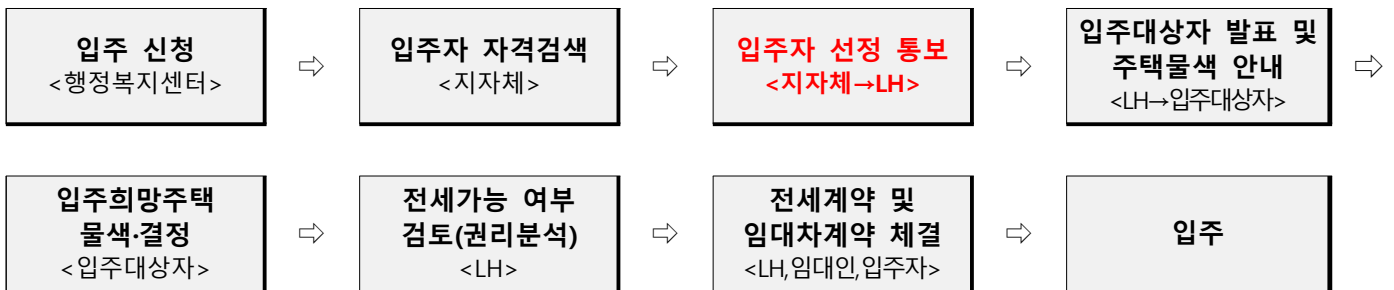 입주 신청
<행정복지센터>
⇨
입주자 자격검색
<지자체>
⇨
입주자 선정 통보
<지자체→LH>
⇨
입주대상자 발표 및
주택물색 안내
<LH→입주대상자>
⇨
입주희망주택
물색·결정
<입주대상자>
⇨
전세가능 여부
검토(권리분석)
<LH>
⇨
전세계약 및
임대차계약 체결
<LH,임대인,입주자>
⇨
입주